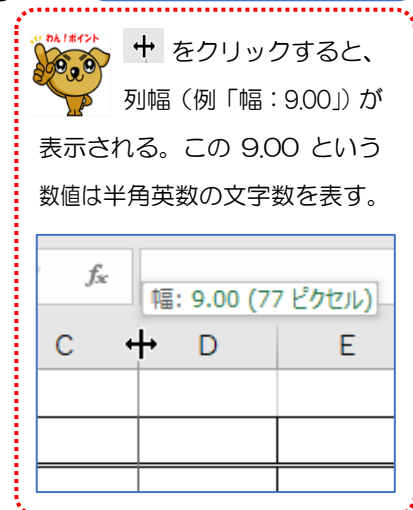 わん！ポイント
をクリックすると、
列幅（例「幅：9.00」）が
表示される。この 9.00 という
数値は半角英数の文字数を表す。
fx
幅: 9.00 (77 ピクセル)
C D E